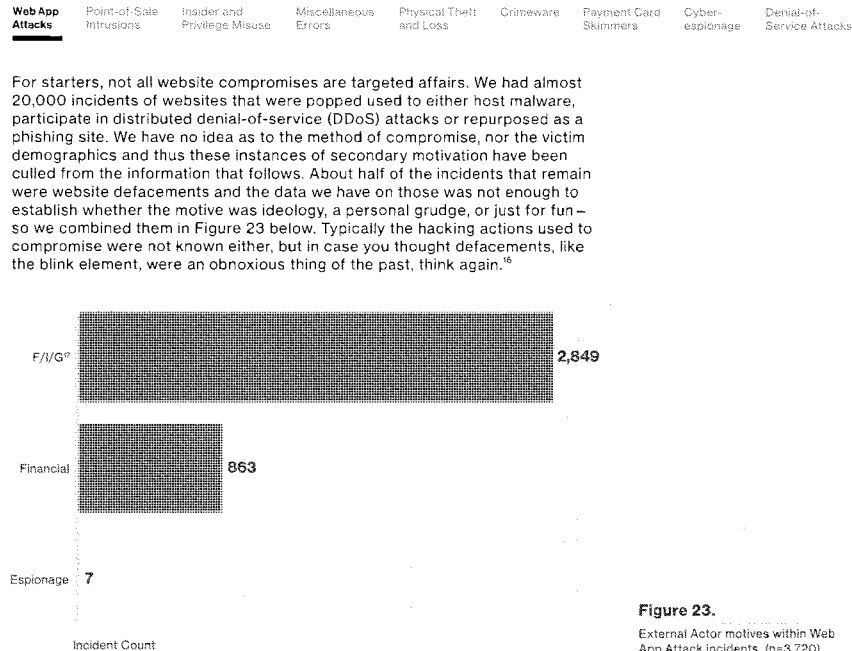 Web App Attacks
Point-of-Sale Intrusions
Insider and Privilege Misuse
Miscellaneous Errors
Physical Theft and Loss
Crimeware
Payment Card Skimmers
Cyber-espionage
Denial-of-Service Attacks
For starters, not all website compromises are targeted affairs. We had almost
20,000 incidents of websites that were popped used to either host malware,
participate in distributed denial-of-service (DDoS) attacks or repurposed as a
phishing site. We have no idea as to the method of compromise, nor the victim
demographics and thus these instances of secondary motivation have been
culled from the information that follows. About half of the incidents that remain
were website defacements and the data we have on those was not enough to
establish whether the motive was ideology, a personal grudge, or just for fun –
so we combined them in Figure 23 below. Typically the hacking actions used to
compromise were not known either, but in case you thought defacements, like
the blink element, were an obnoxious thing of the past, think again.¹⁶
F/I/G¹⁷
2,849
Financial
863
Espionage
7
Incident Count
Figure 23.
External Actor motives within Web
App Attack incidents, (n=3,720)